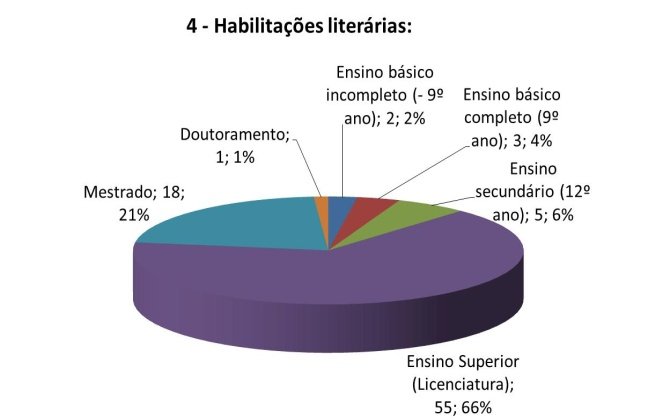 4 - Habilitações literárias:
Ensino básico
incompleto (- 9º
ano); 2; 2%
Ensino básico
completo (9º
ano); 3; 4%
Ensino
secundário (12º
ano); 5; 6%
Ensino Superior
(Licenciatura);
55; 66%
Mestrado; 18;
21%
Doutoramento;
1; 1%